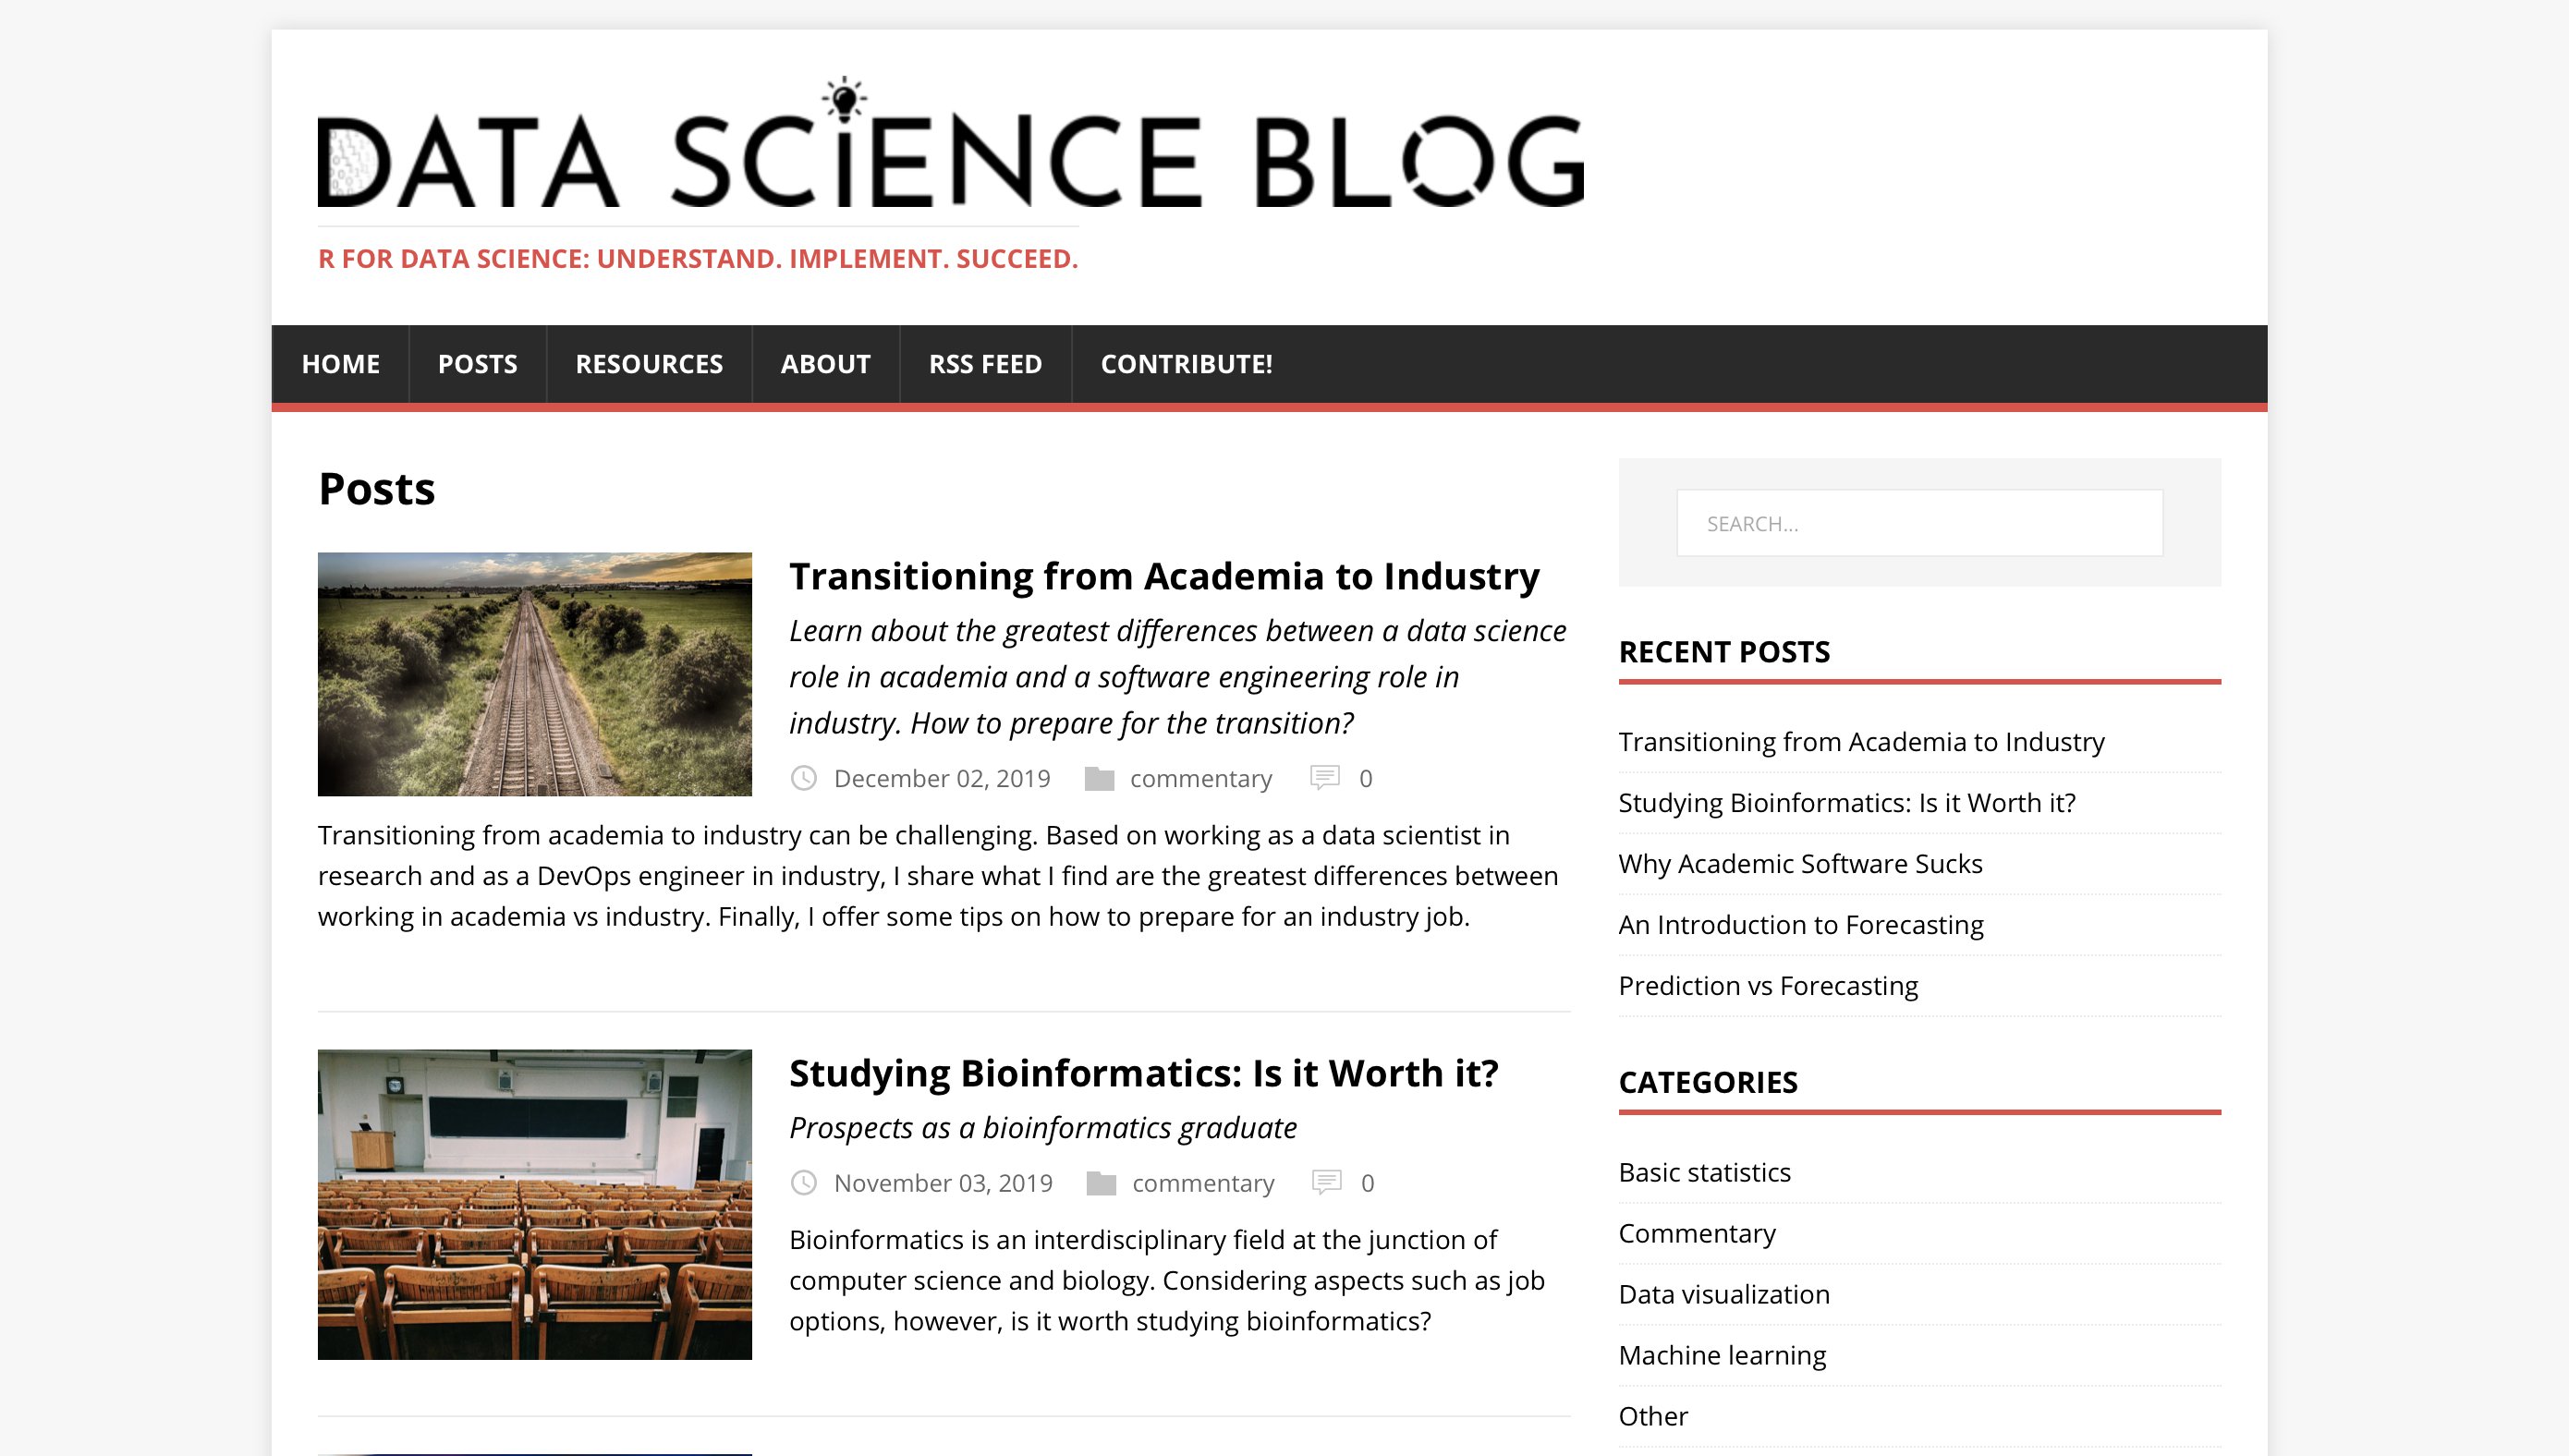 DATA SCiENCE BLOG
R FOR DATA SCIENCE: UNDERSTAND. IMPLEMENT. SUCCEED.
HOME
POSTS
RESOURCES
ABOUT
RSS FEED
CONTRIBUTE!
Posts
Transitioning from Academia to Industry
Learn about the greatest differences between a data science
role in academia and a software engineering role in
industry. How to prepare for the transition?
December 02, 2019 commentary 0
Transitioning from academia to industry can be challenging. Based on working as a data scientist in
research and as a DevOps engineer in industry, I share what I find are the greatest differences between
working in academia vs industry. Finally, I offer some tips on how to prepare for an industry job.
Studying Bioinformatics: Is it Worth it?
Prospects as a bioinformatics graduate
November 03, 2019 commentary 0
Bioinformatics is an interdisciplinary field at the junction of
computer science and biology. Considering aspects such as job
options, however, is it worth studying bioinformatics?
SEARCH...
RECENT POSTS
Transitioning from Academia to Industry
Studying Bioinformatics: Is it Worth it?
Why Academic Software Sucks
An Introduction to Forecasting
Prediction vs Forecasting
CATEGORIES
Basic statistics
Commentary
Data visualization
Machine learning
Other